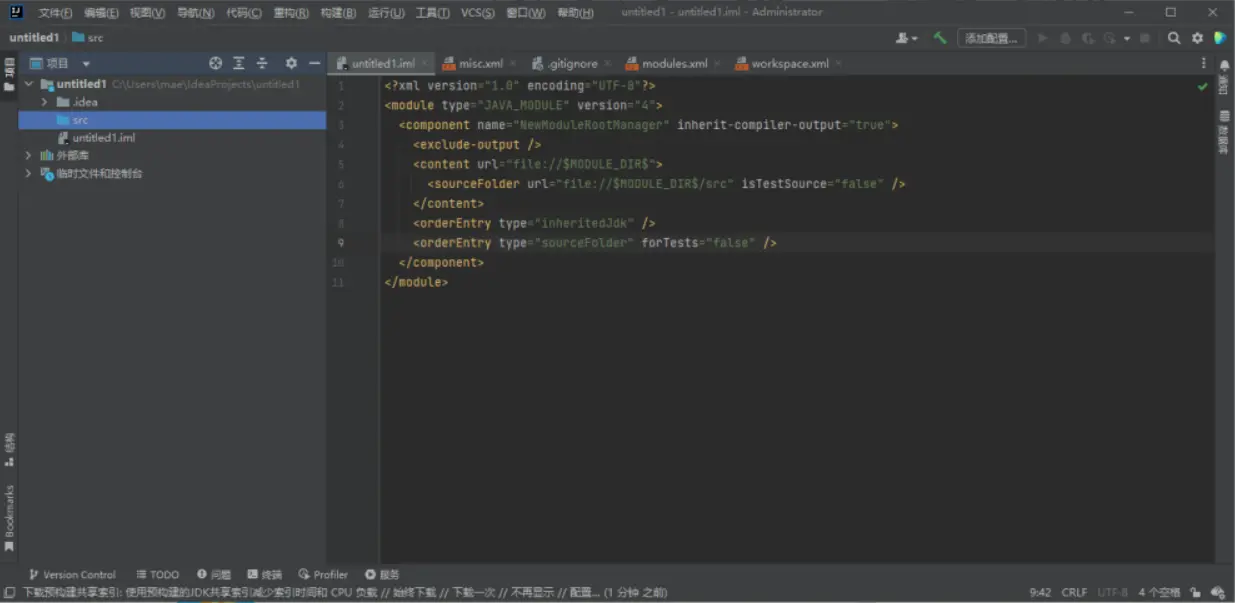 文件(F) 编辑(E) 视图(V) 导航(N) 代码(C) 重构(R) 构建(B) 运行(U) 工具(T) VCS(S) 窗口(W) 帮助(H) untitled1 - untitled1.iml - Administrator
untitled1 src 添加配置...
项目 untitled1.iml misc.xml .gitignore modules.xml workspace.xml
untitled1 C:\Users\mae\IdeaProjects\untitled1
.idea
src
untitled1.iml
外部库
临时文件和控制台
1 <?xml version="1.0" encoding="UTF-8"?>
2 <module type="JAVA_MODULE" version="4">
3 <component name="NewModuleRootManager" inherit-compiler-output="true">
4 <exclude-output />
5 <content url="file://$MODULE_DIR$">
6 <sourceFolder url="file://$MODULE_DIR$/src" isTestSource="false" />
7 </content>
8 <orderEntry type="inheritedJdk" />
9 <orderEntry type="sourceFolder" forTests="false" />
10 </component>
11 </module>
项目
结构
Bookmarks
通知
数据库
Version Control TODO 问题 终端 Profiler 服务
下载预构建共享索引: 使用预构建的JDK共享索引减少索引时间和 CPU 负载 // 始终下载 // 下载一次 // 不再显示 // 配置... (1 分钟 之前) 9:42 CRLF UTF-8 4 个空格